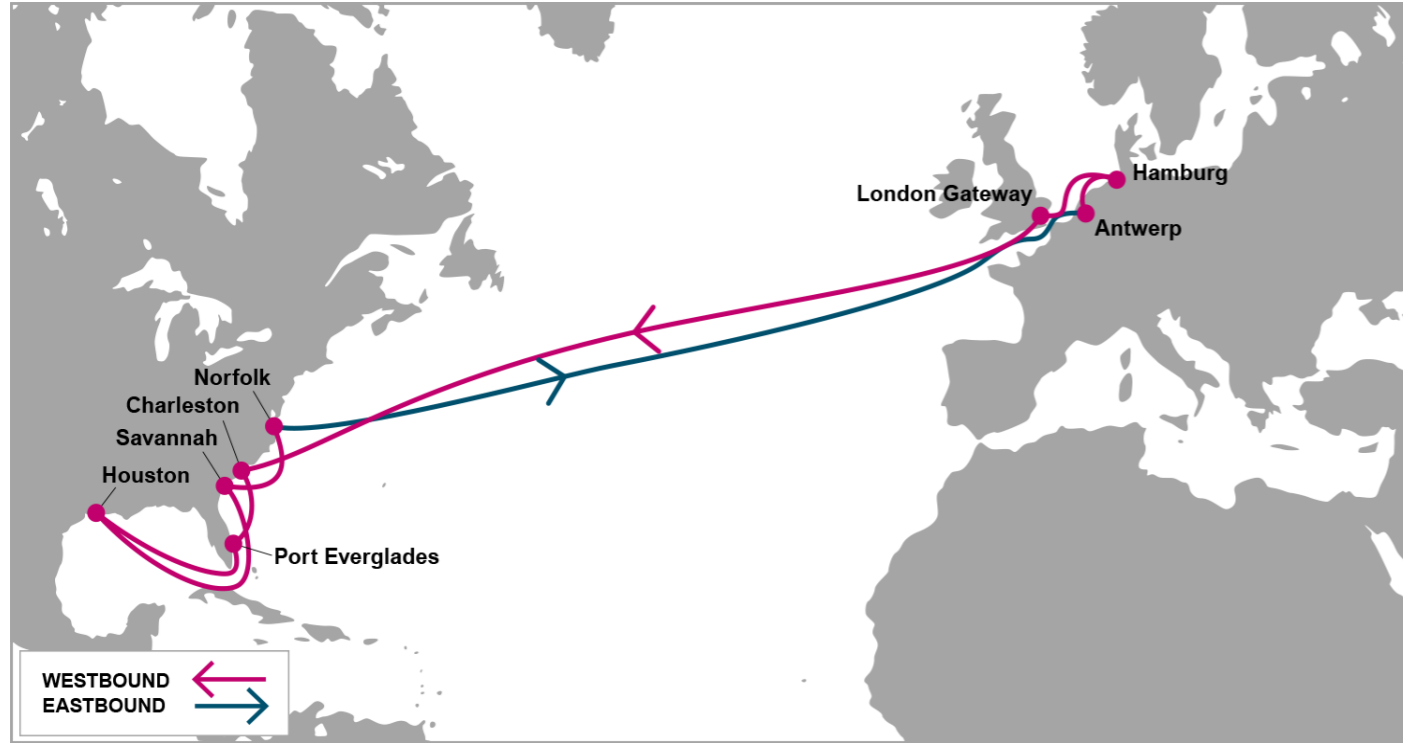 Hamburg
London Gateway
Antwerp
Norfolk
Charleston
Savannah
Houston
Port Everglades
WESTBOUND
EASTBOUND